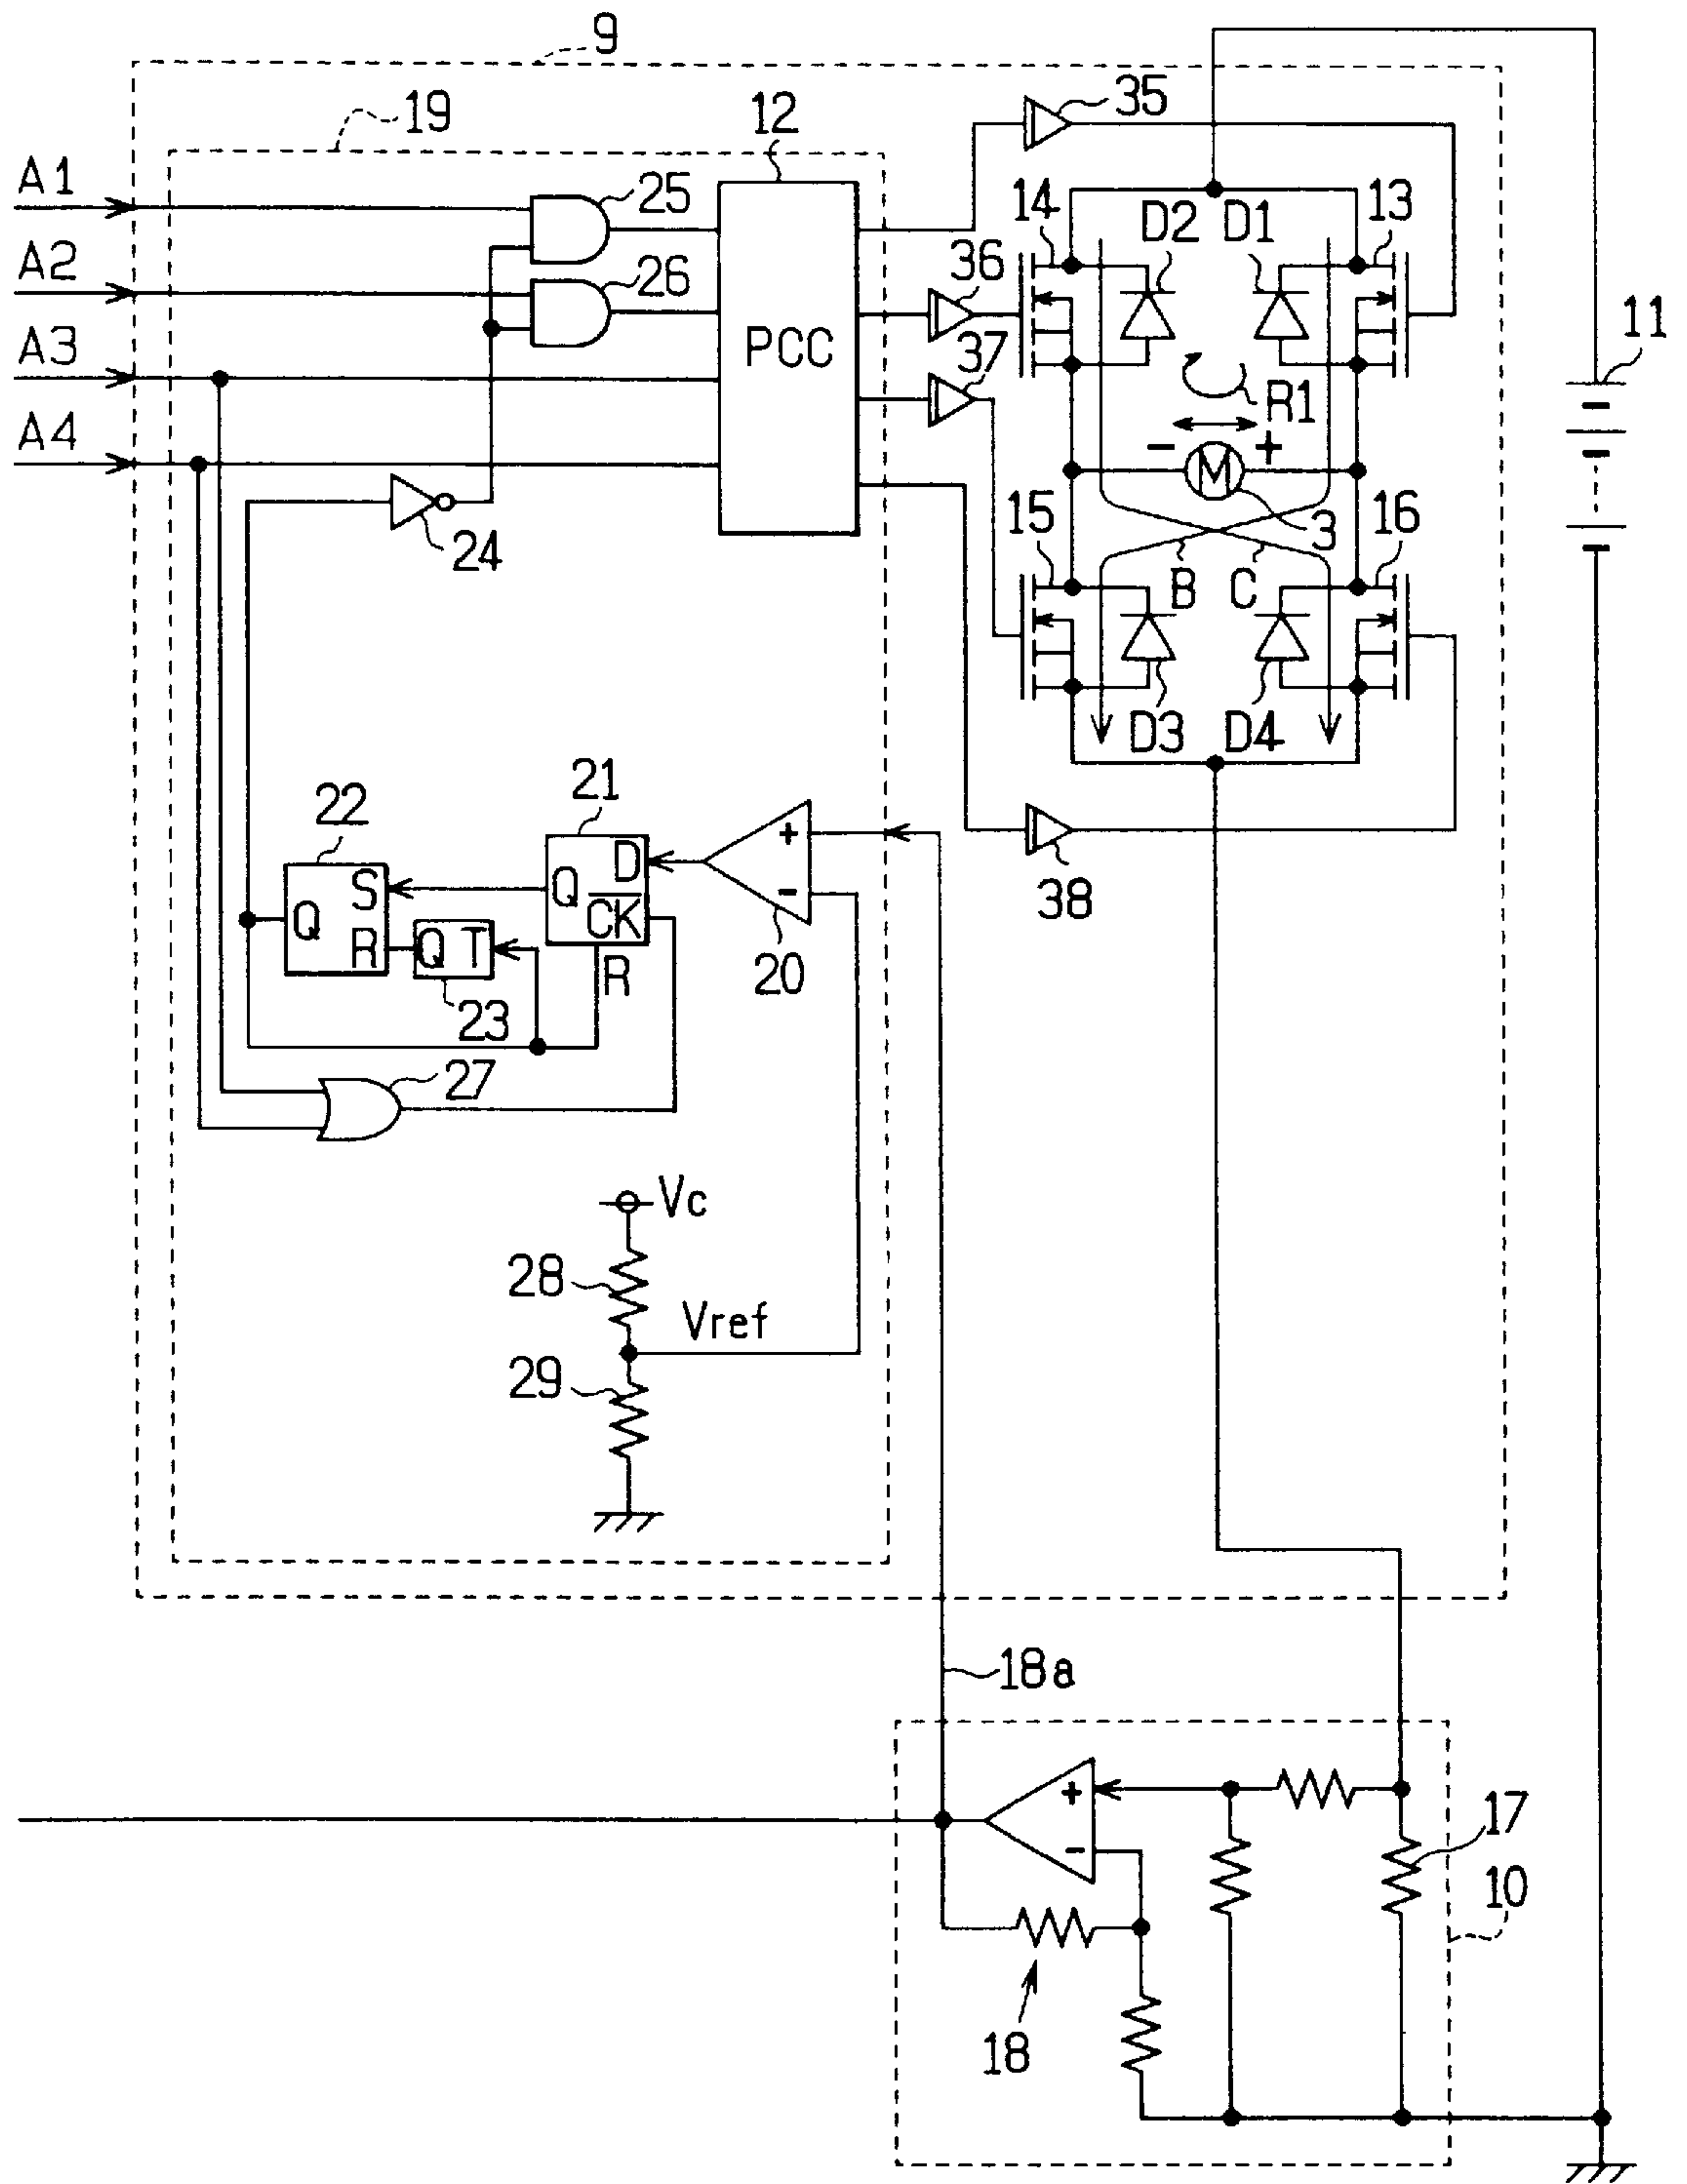 9
19
12
35
A1
25
14
D2
D1
13
A2
26
36
11
A3
PCC
37
R1
A4
- +
M
24
15
3
16
B
C
D3
D4
22
21
S
Q
D
+
Q
CK
-
38
R
Q T
R
20
23
27
Vc
28
Vref
29
18a
+
17
-
10
18